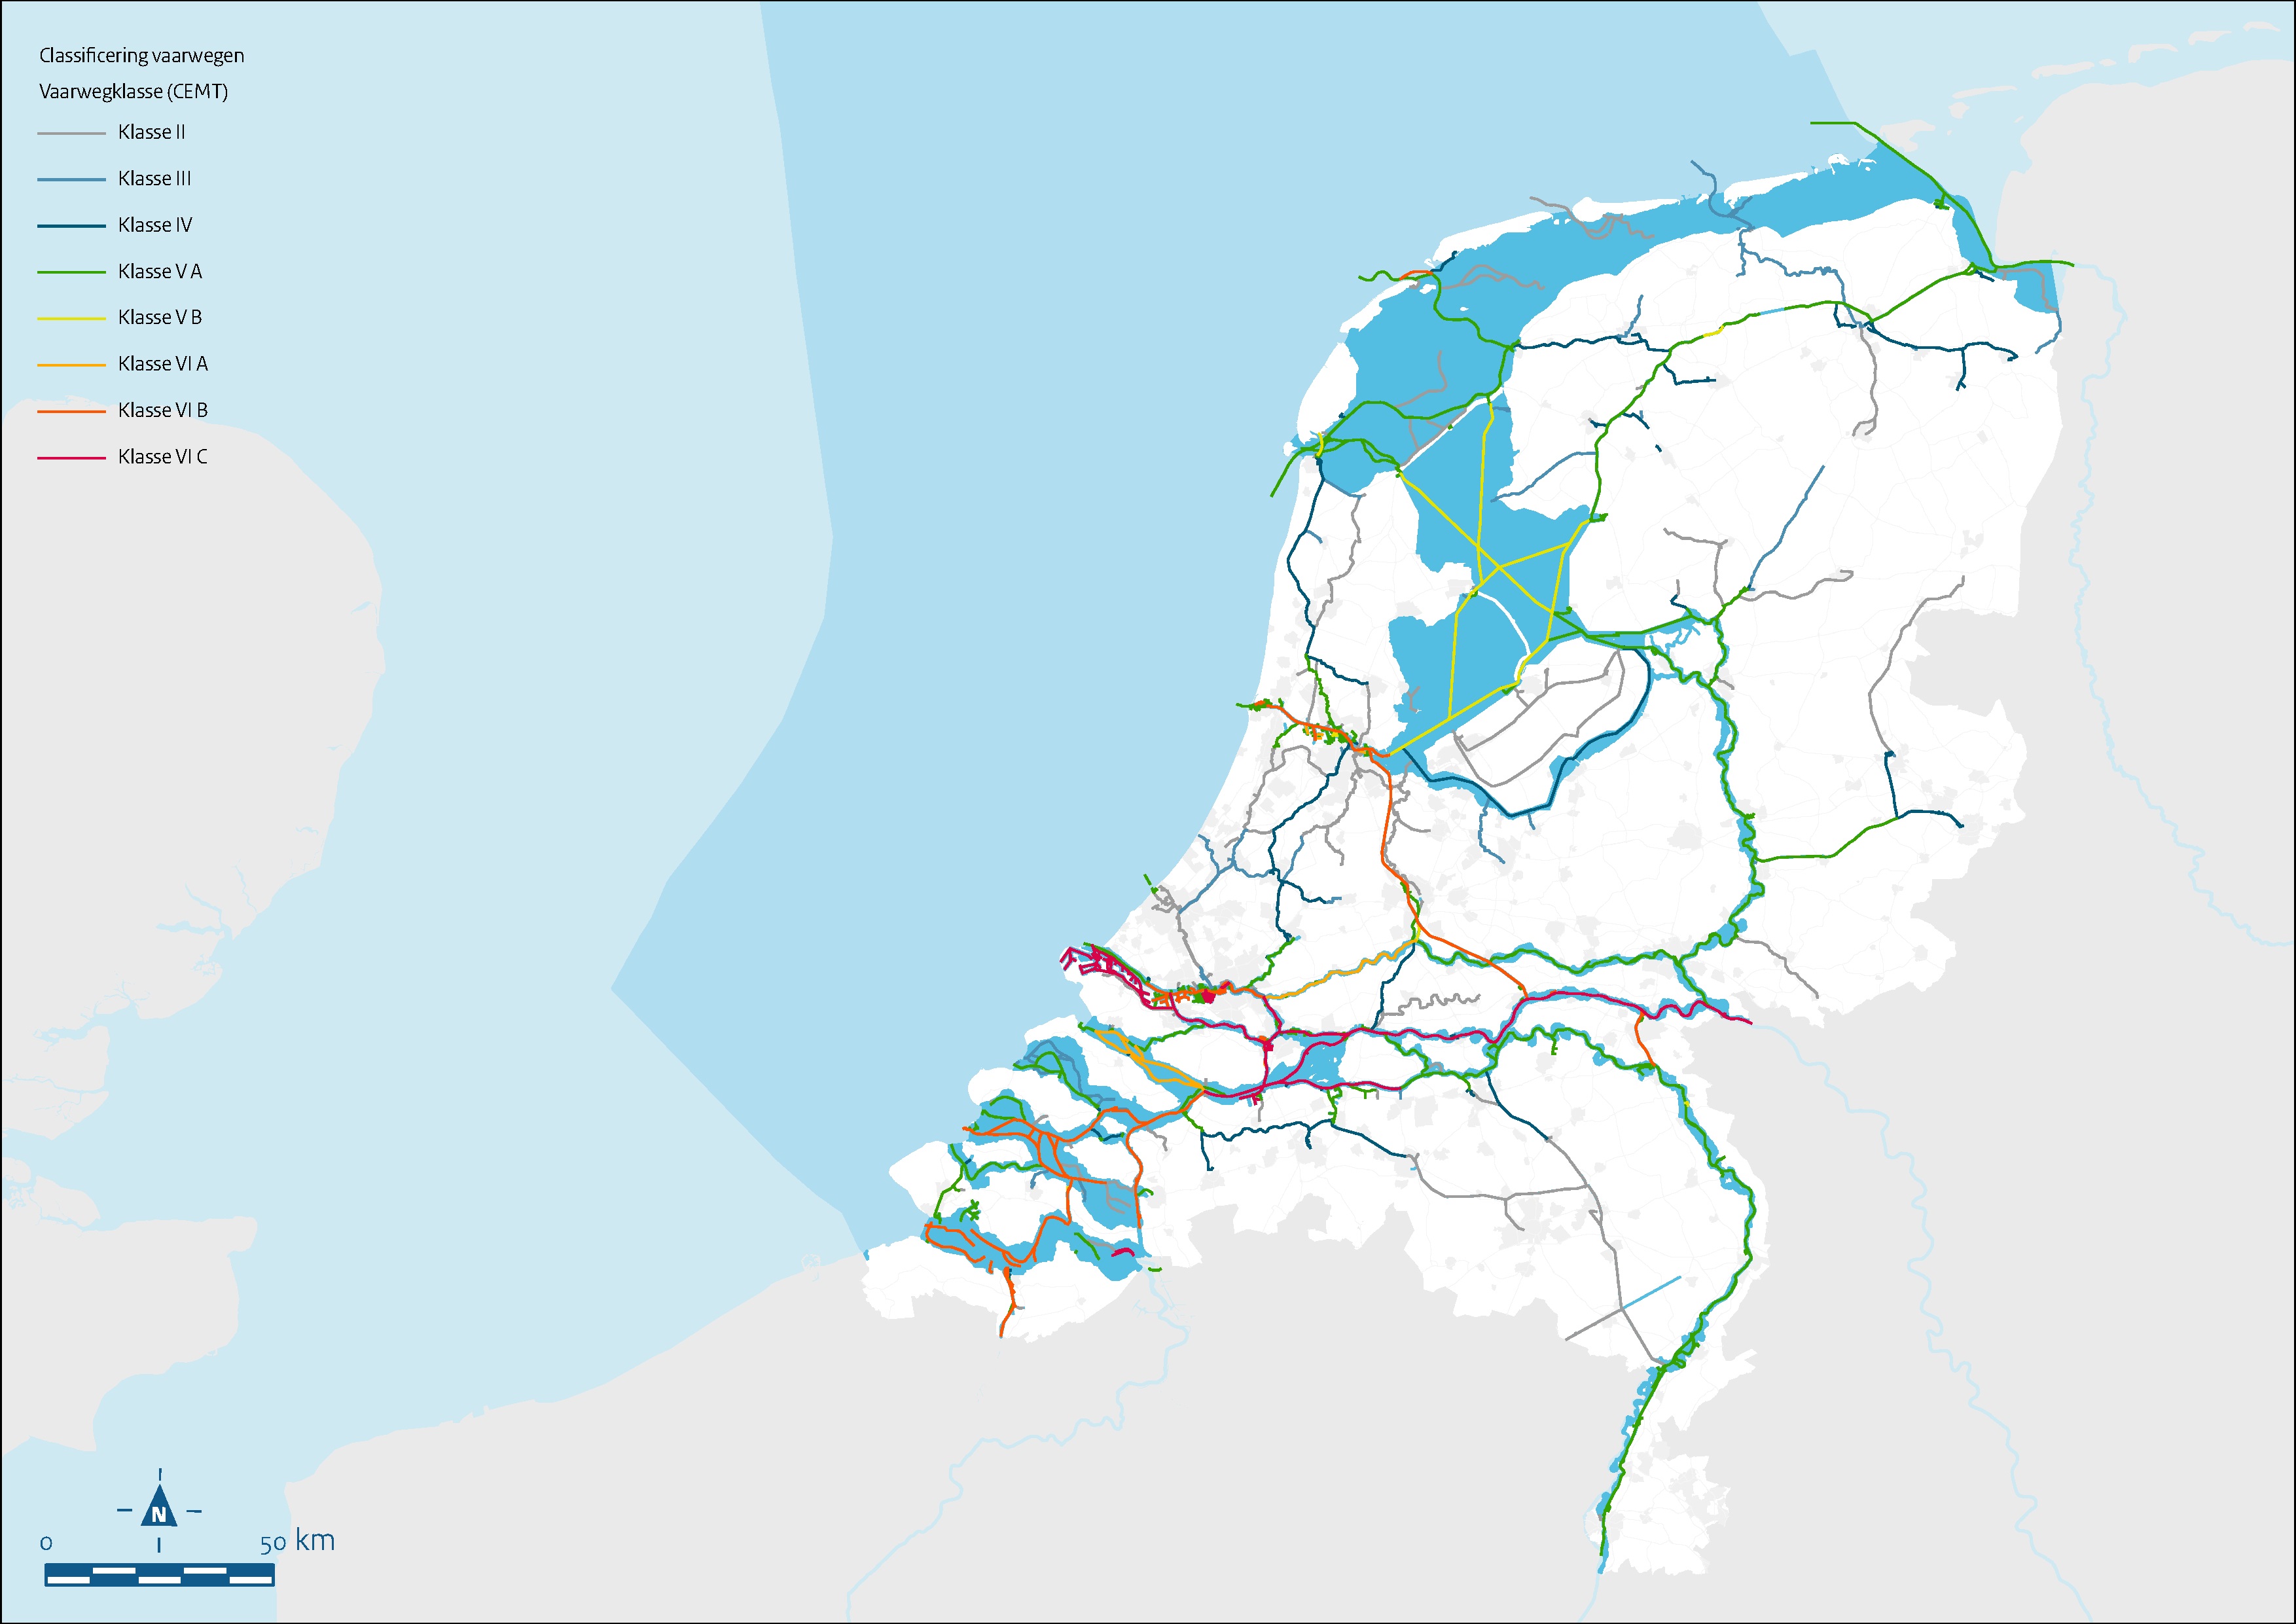 Classificering vaarwegen
Vaarwegklasse (CEMT)
Klasse II
Klasse III
Klasse IV
Klasse V A
Klasse V B
Klasse VI A
Klasse VI B
Klasse VI C
N
0 50 km